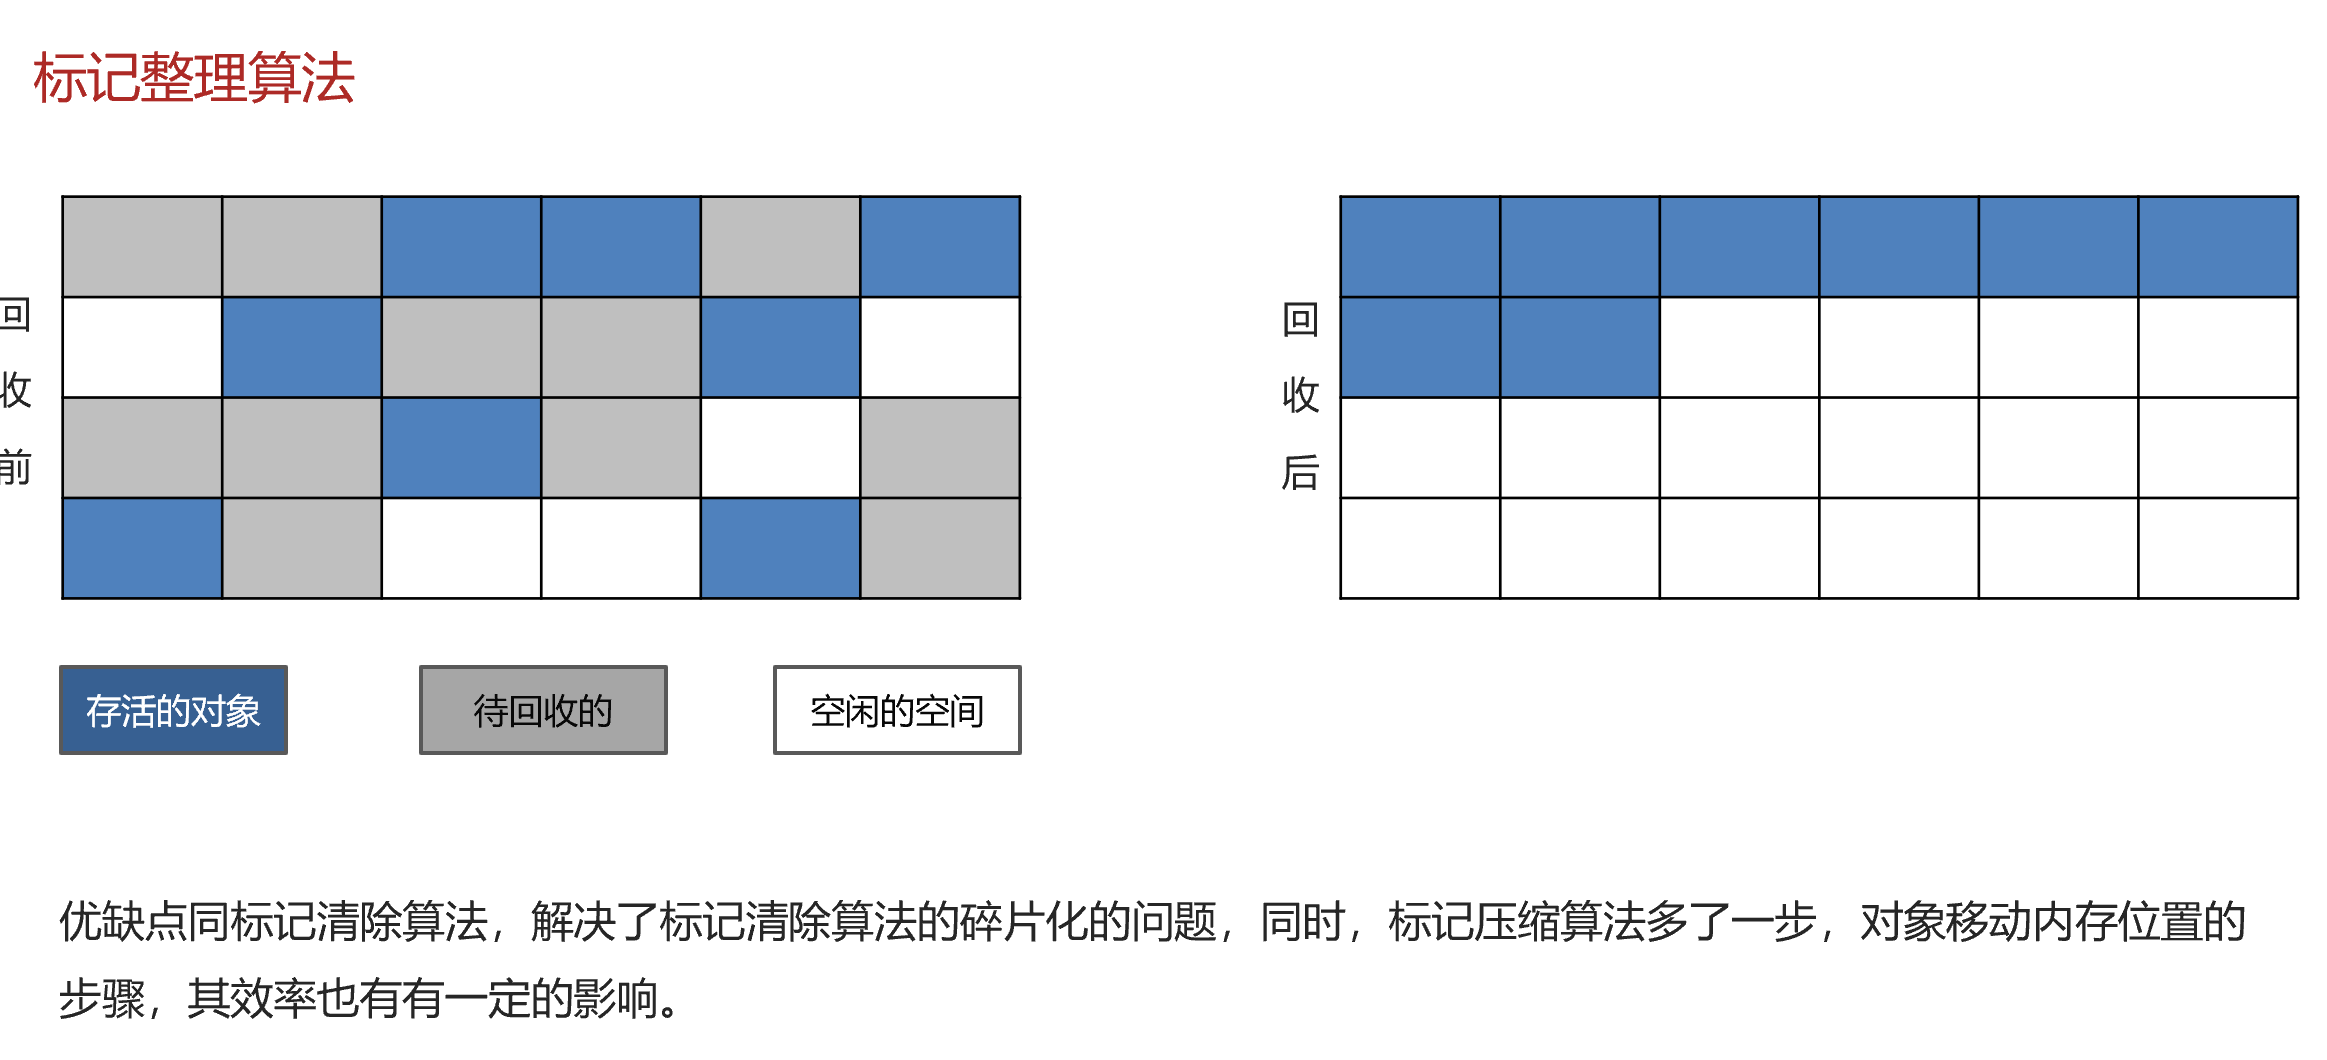 标记整理算法
回
收
前
回
收
后
存活的对象
待回收的
空闲的空间
优缺点同标记清除算法，解决了标记清除算法的碎片化的问题，同时，标记压缩算法多了一步，对象移动内存位置的
步骤，其效率也有有一定的影响。